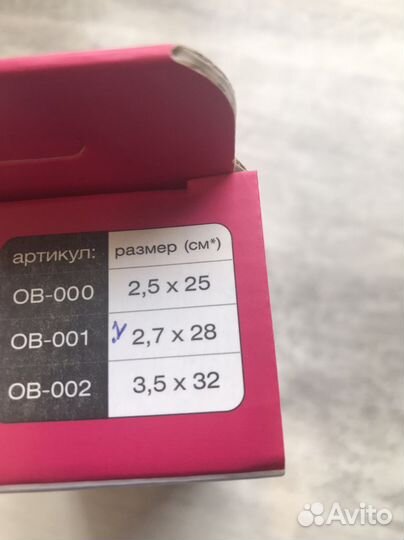 артикул: размер (см*)
OB-000 2,5 x 25
OB-001 2,7 x 28
OB-002 3,5 x 32
Avito